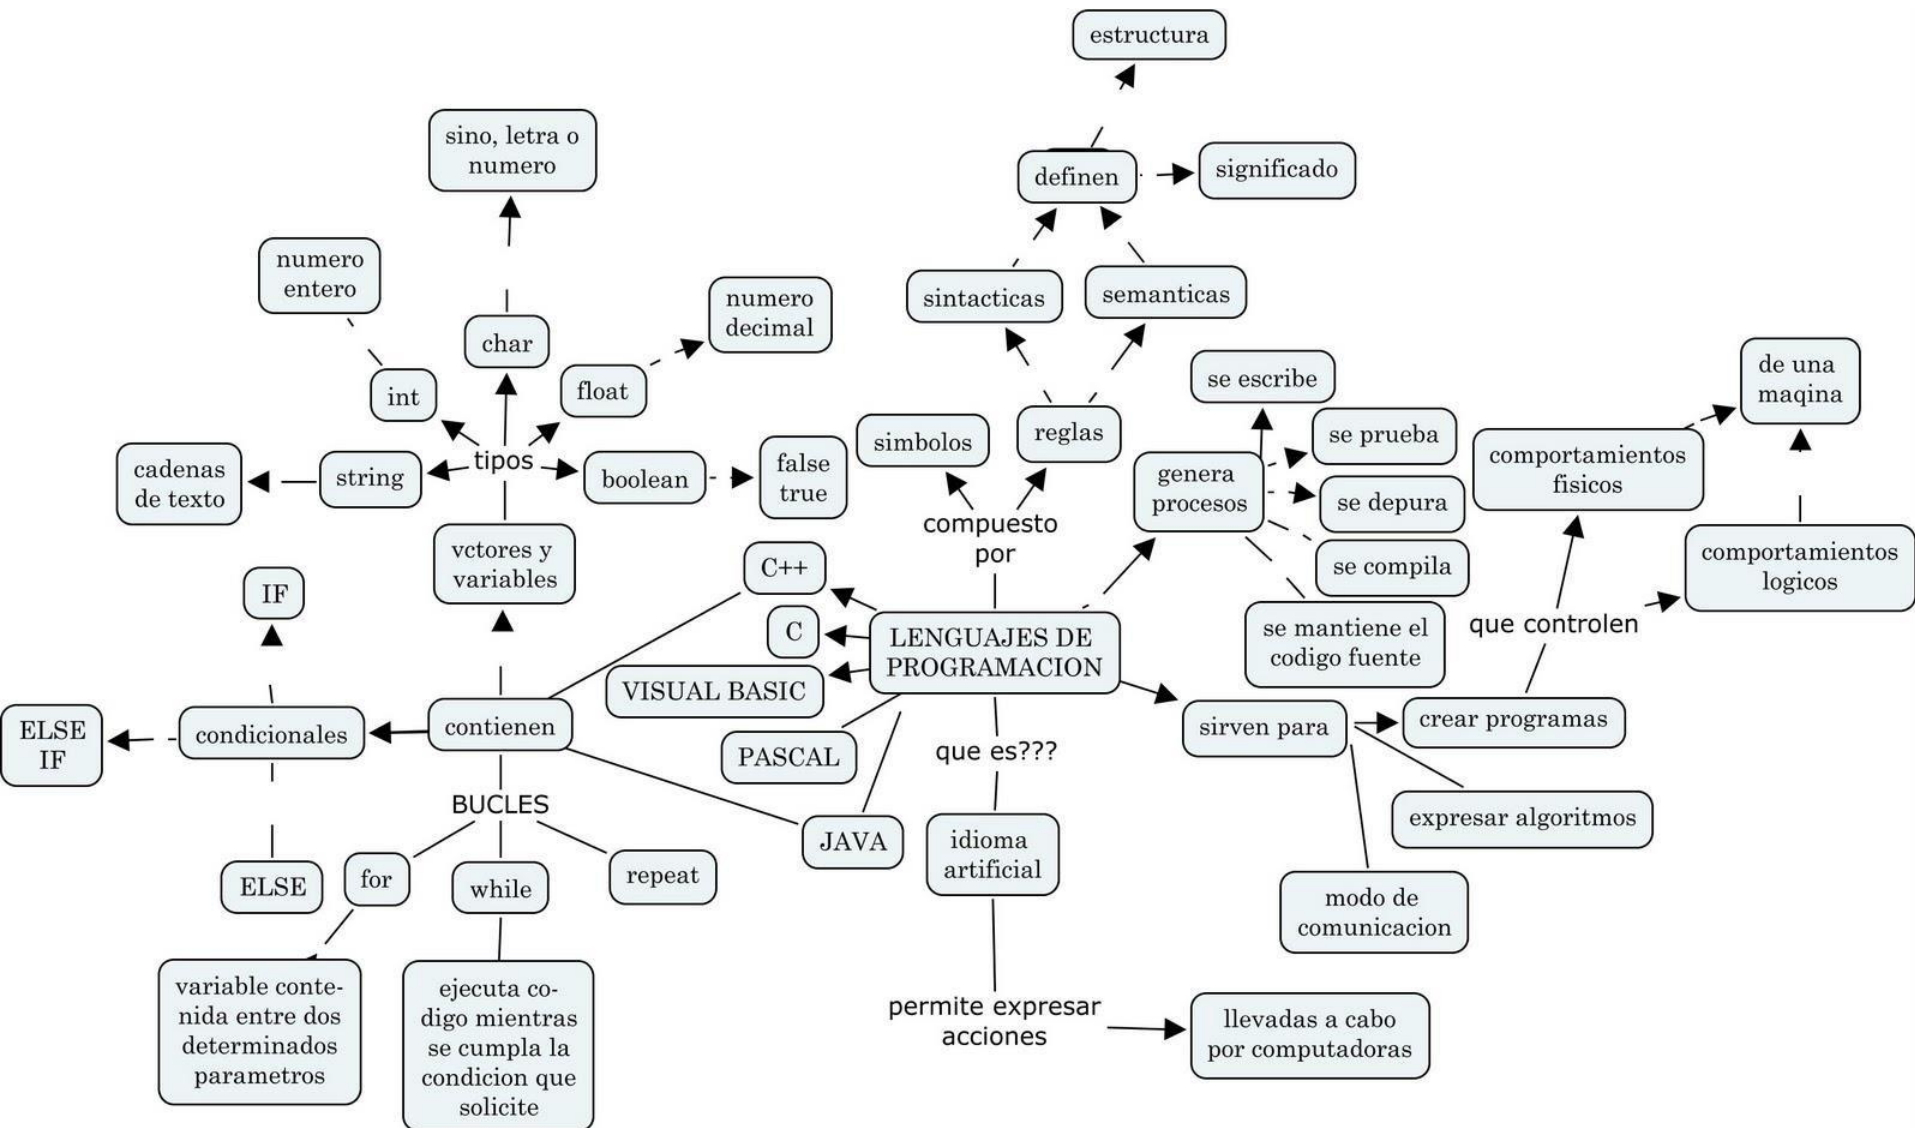 estructura
sino, letra o
numero
definen
significado
numero
entero
sintacticas
semanticas
numero
decimal
char
int
float
se escribe
de una
maqina
simbolos
reglas
se prueba
cadenas
de texto
string
tipos
boolean
false
true
genera
procesos
comportamientos
fisicos
se depura
compuesto
por
vctores y
variables
C++
se compila
comportamientos
logicos
IF
C
LENGUAJES DE
PROGRAMACION
se mantiene el
codigo fuente
que controlen
VISUAL BASIC
ELSE
IF
condicionales
contienen
PASCAL
que es???
sirven para
crear programas
BUCLES
JAVA
idioma
artificial
expresar algoritmos
ELSE
for
while
repeat
modo de
comunicacion
variable conte-
nida entre dos
determinados
parametros
ejecuta co-
digo mientras
se cumpla la
condicion que
solicite
permite expresar
acciones
llevadas a cabo
por computadoras